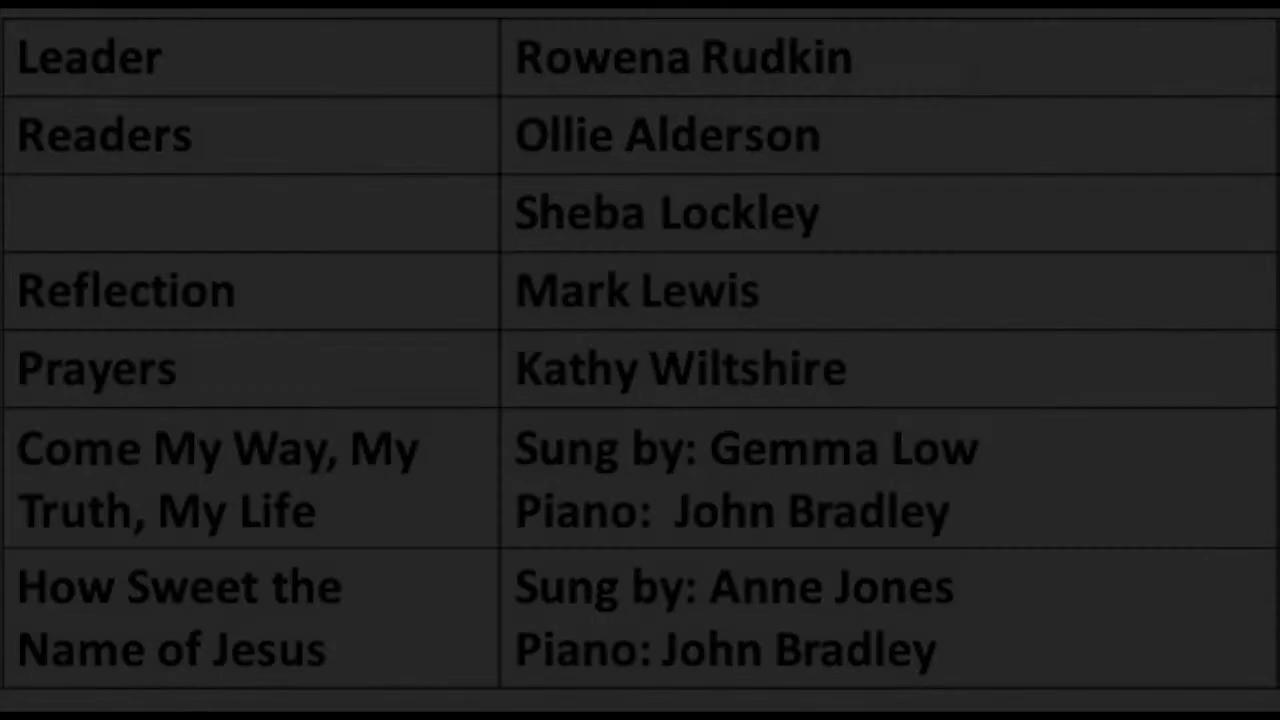 Leader Rowena Rudkin
Readers Ollie Alderson
Sheba Lockley
Reflection Mark Lewis
Prayers Kathy Wiltshire
Come My Way, My Sung by: Gemma Low
Truth, My Life Piano: John Bradley
How Sweet the Sung by: Anne Jones
Name of Jesus Piano: John Bradley